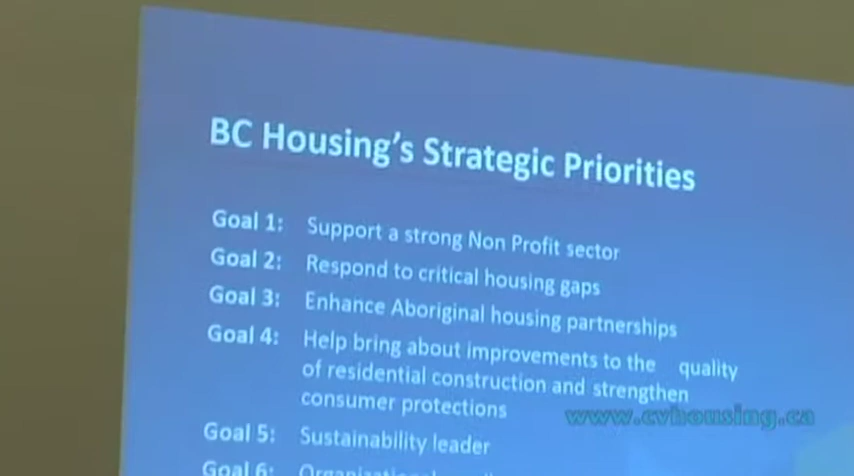 BC Housing's Strategic Priorities
Goal 1: Support a strong Non Profit sector
Goal 2: Respond to critical housing gaps
Goal 3: Enhance Aboriginal housing partnerships
Goal 4: Help bring about improvements to the quality
of residential construction and strengthen
consumer protections
www.cvhousing.ca
Goal 5: Sustainability leader
Goal 6: